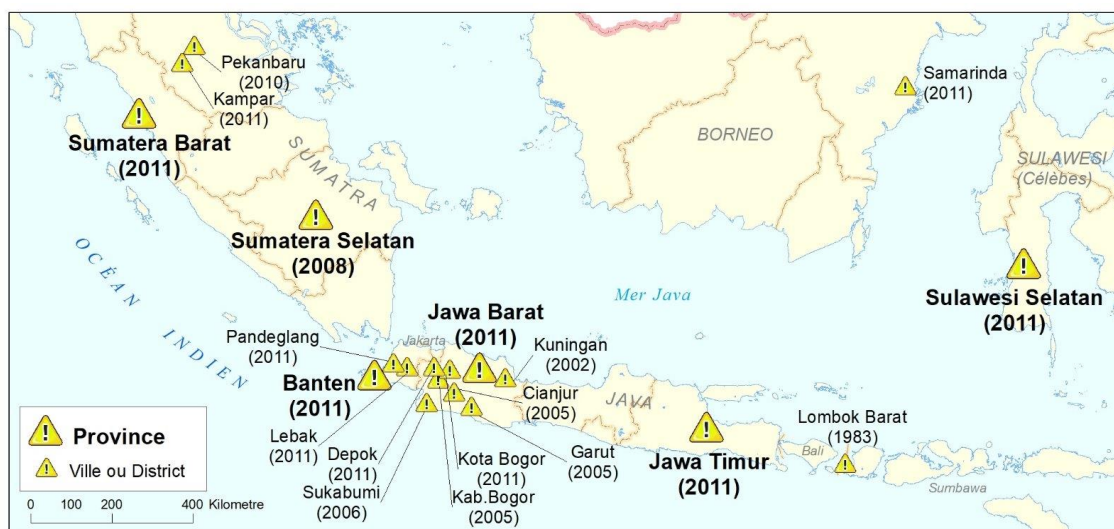 Pekanbaru
(2010)
Kampar
(2011)
Sumatera Barat
(2011)
SUMATRA
Sumatera Selatan
(2008)
OCÉAN INDIEN
BORNEO
Samarinda
(2011)
SULAWESI
(Célèbes)
Sulawesi Selatan
(2011)
Mer Java
Jawa Barat
(2011)
Jakarta
Pandeglang
(2011)
Banten
(2011)
Kuningan
(2002)
Cianjur
(2005)
JAVA
Lebak
(2011)
Depok
(2011)
Sukabumi
(2006)
Kota Bogor
(2011)
Kab.Bogor
(2005)
Garut
(2005)
Jawa Timur
(2011)
Lombok Barat
(1983)
Bali
Sumbawa
Province
Ville ou District
0 100 200 400 Kilometre